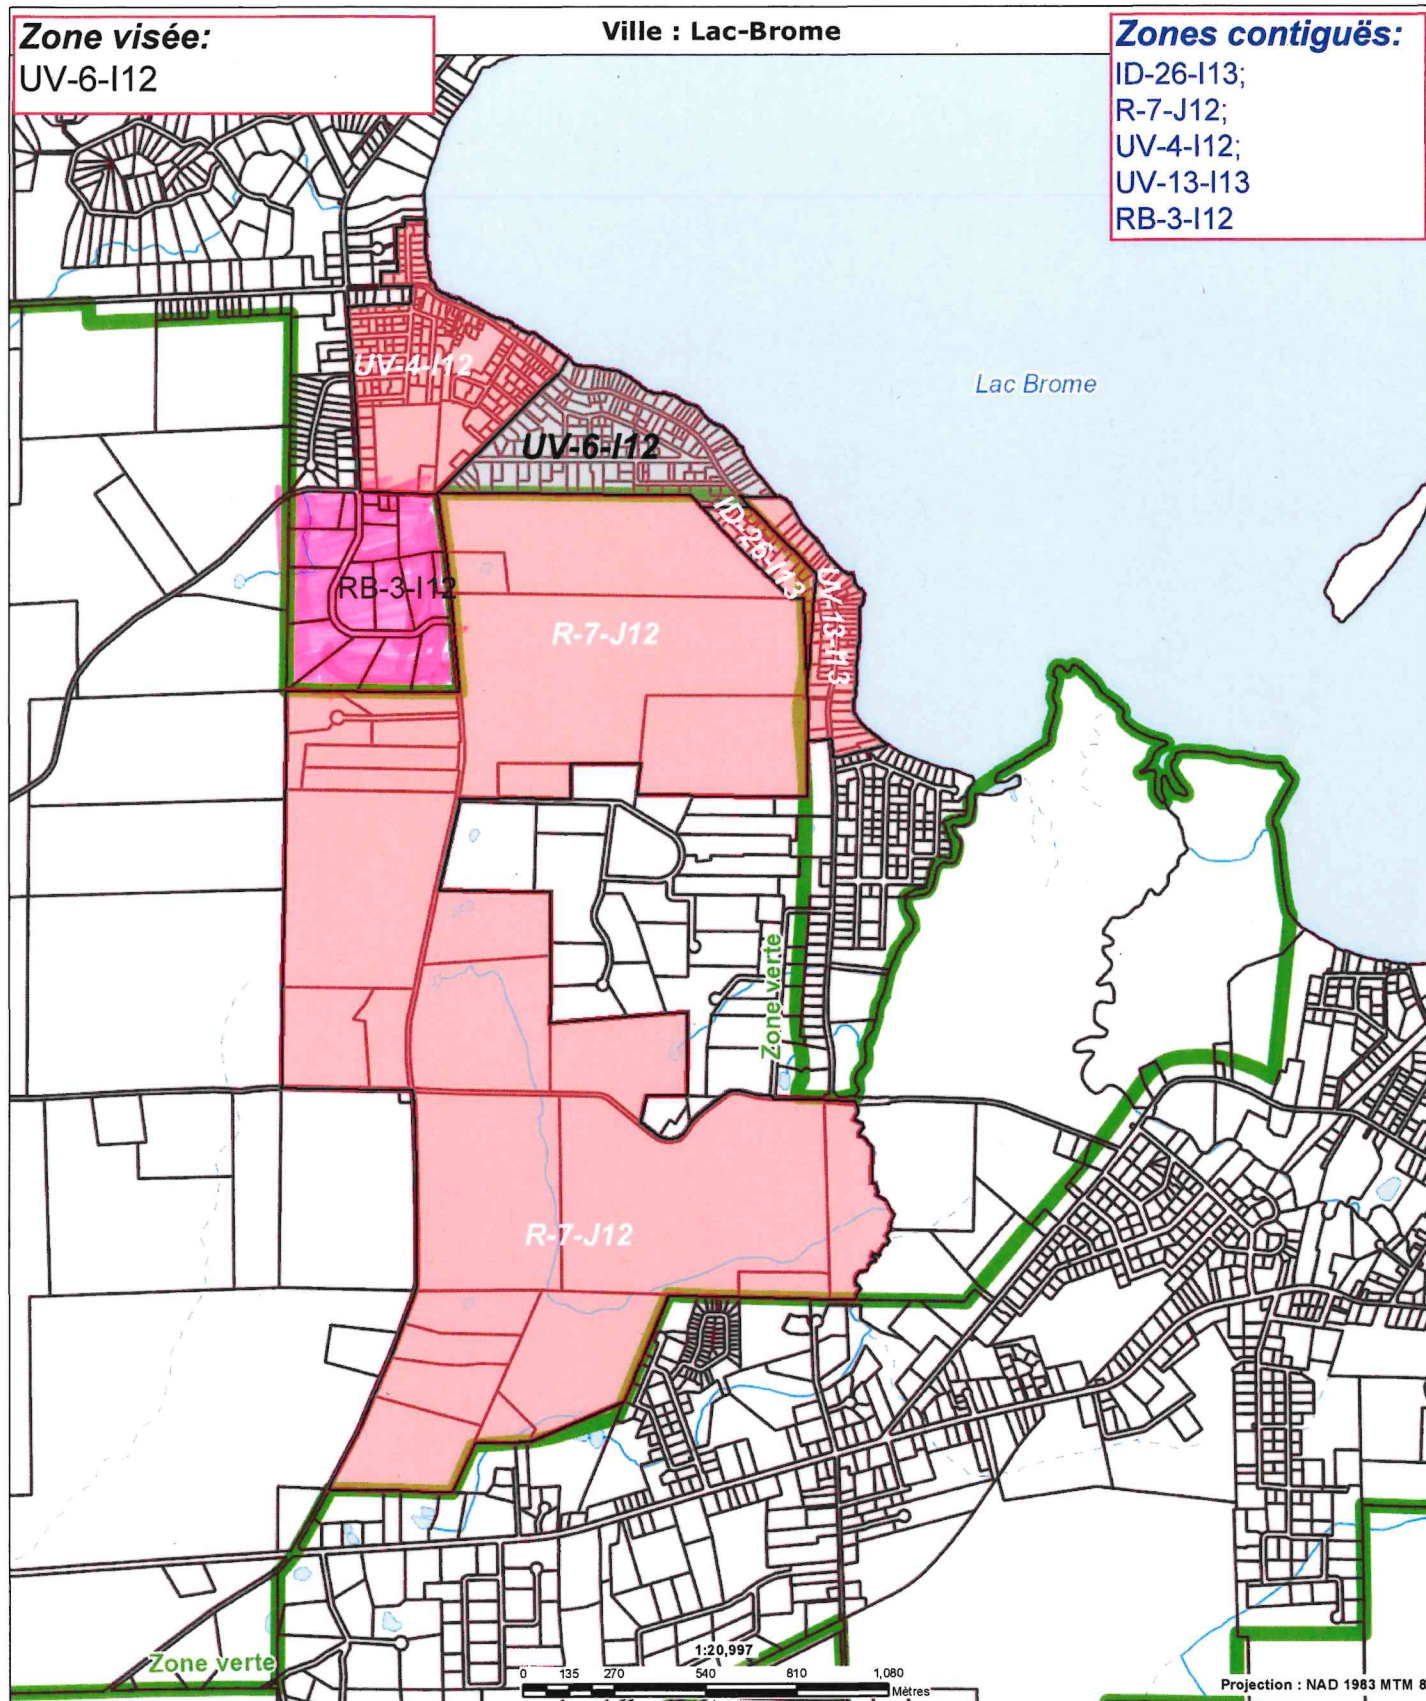 Zone visée:
UV-6-I12
Ville : Lac-Brome
Zones contiguës:
ID-26-I13;
R-7-J12;
UV-4-I12;
UV-13-I13
RB-3-I12
UV-4-I12
Lac Brome
UV-6-I12
ID-26-I13
RB-3-I12
UV-13-I13
R-7-J12
Zone verte
R-7-J12
Zone verte
1:20,997
0 135 270 540 810 1,080
Mètres
Projection : NAD 1983 MTM 8